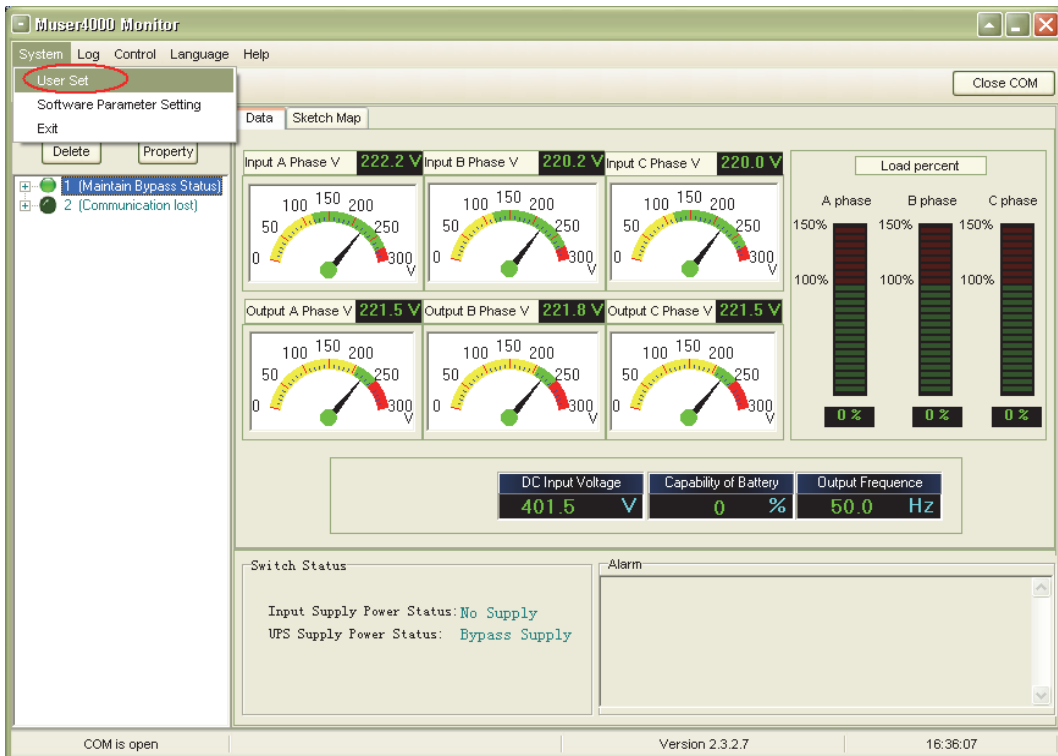 Muser4000 Monitor
System Log Control Language Help
User Set
Software Parameter Setting
Exit
Close COM
Delete Property
1 (Maintain Bypass Status)
2 (Communication lost)
Data Sketch Map
Input A Phase V 222.2 V Input B Phase V 220.2 V Input C Phase V 220.0 V
0 50 100 150 200 250 300 V
0 50 100 150 200 250 300 V
0 50 100 150 200 250 300 V
Output A Phase V 221.5 V Output B Phase V 221.8 V Output C Phase V 221.5 V
0 50 100 150 200 250 300 V
0 50 100 150 200 250 300 V
0 50 100 150 200 250 300 V
Load percent
A phase B phase C phase
150% 150% 150%
100% 100% 100%
0 % 0 % 0 %
DC Input Voltage Capability of Battery Output Frequence
401.5 V 0 % 50.0 Hz
Switch Status
Input Supply Power Status: No Supply
UPS Supply Power Status: Bypass Supply
Alarm
COM is open Version 2.3.2.7 16:36:07